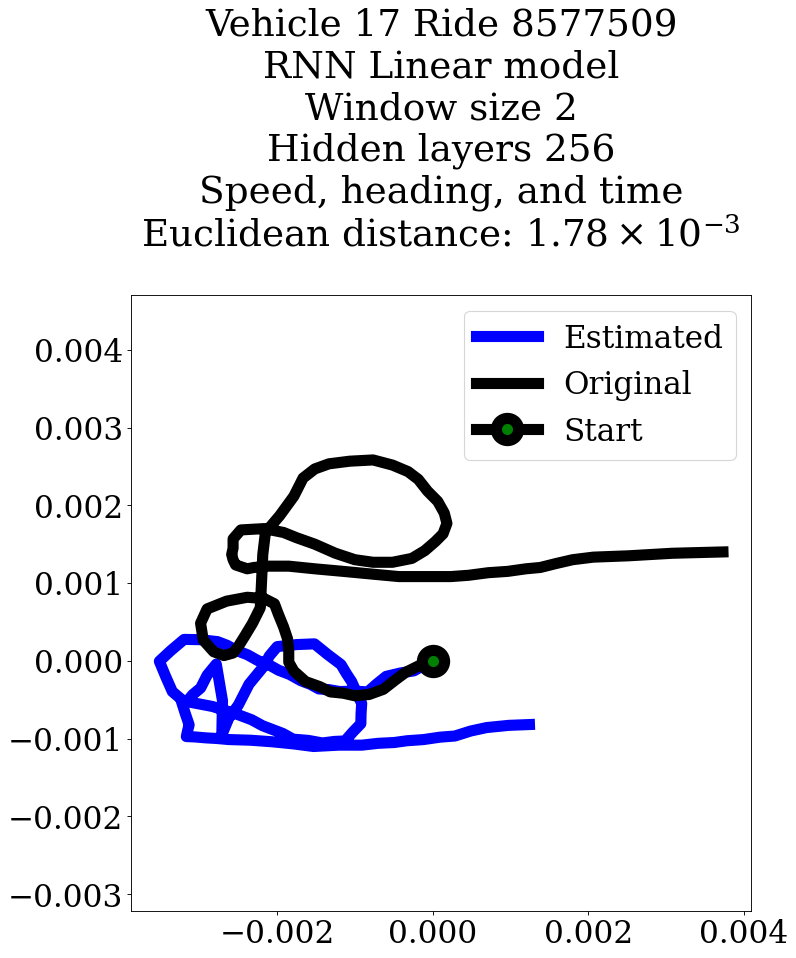 Vehicle 17 Ride 8577509
RNN Linear model
Window size 2
Hidden layers 256
Speed, heading, and time
Euclidean distance: 1.78 × 10⁻³
Estimated
Original
Start
0.004
0.003
0.002
0.001
0.000
−0.001
−0.002
−0.003
−0.002 0.000 0.002 0.004